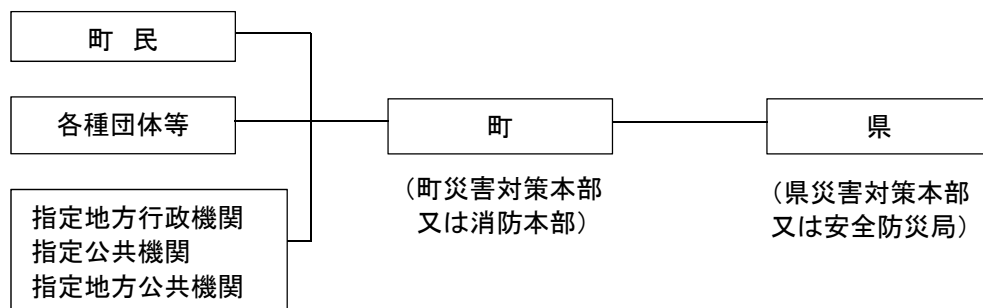 町 民
各種団体等
指定地方行政機関
指定公共機関
指定地方公共機関
町
(町災害対策本部
又は消防本部)
県
(県災害対策本部
又は安全防災局)